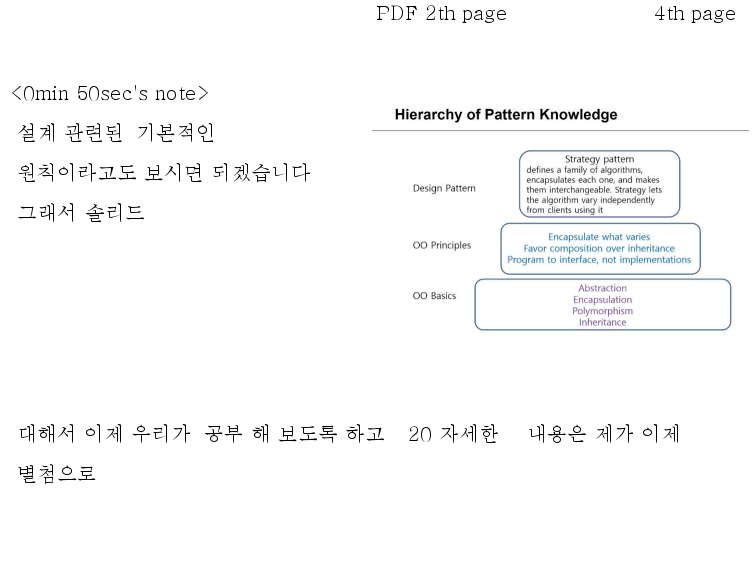 PDF 2th page 4th page
<0min 50sec's note>
설계 관련된 기본적인
원칙이라고도 보시면 되겠습니다
그래서 솔리드
Hierarchy of Pattern Knowledge
Design Pattern
Strategy pattern
defines a family of algorithms,
encapsulates each one, and makes
them interchangeable. Strategy lets
the algorithm vary independently
from clients using it
OO Principles
Encapsulate what varies
Favor composition over inheritance
Program to interface, not implementations
OO Basics
Abstraction
Encapsulation
Polymorphism
Inheritance
대해서 이제 우리가 공부 해 보도록 하고 20 자세한 내용은 제가 이제
별첨으로